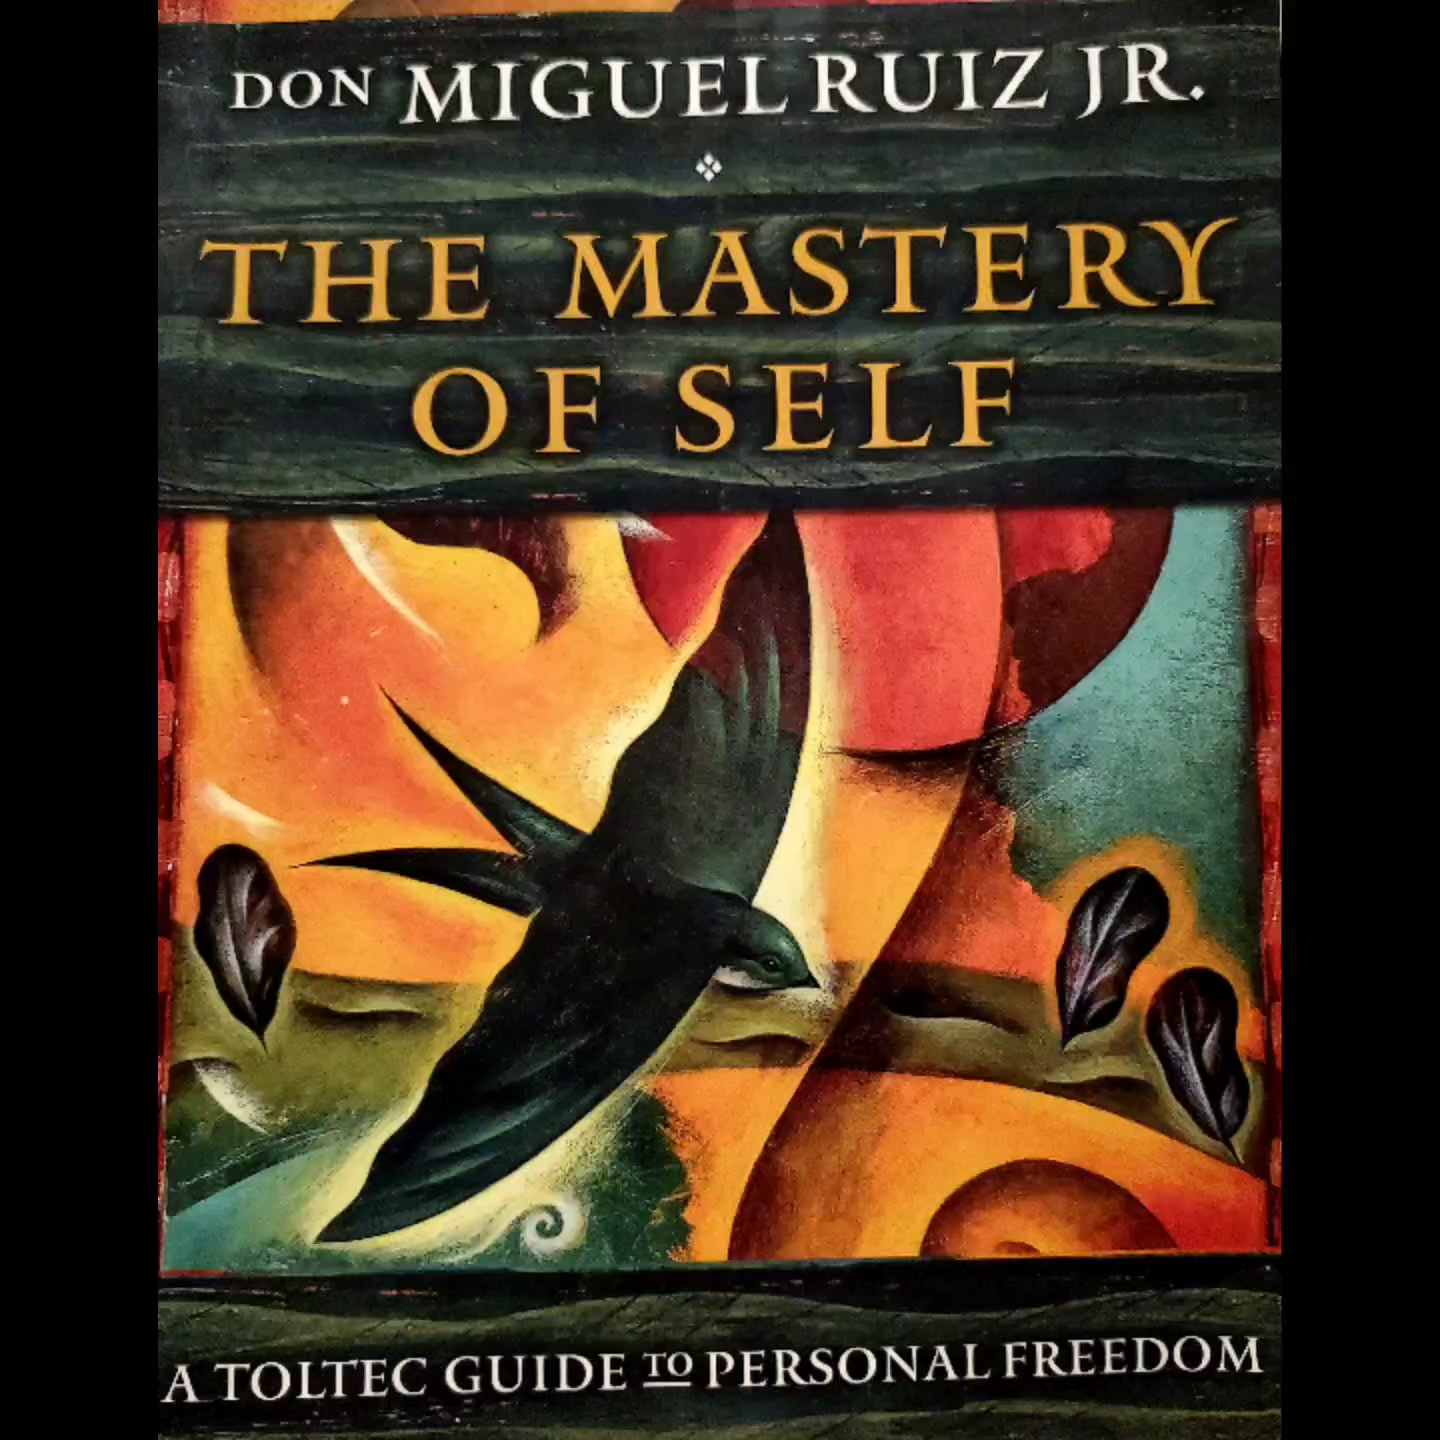 DON MIGUEL RUIZ JR.
THE MASTERY
OF SELF
A TOLTEC GUIDE TO PERSONAL FREEDOM